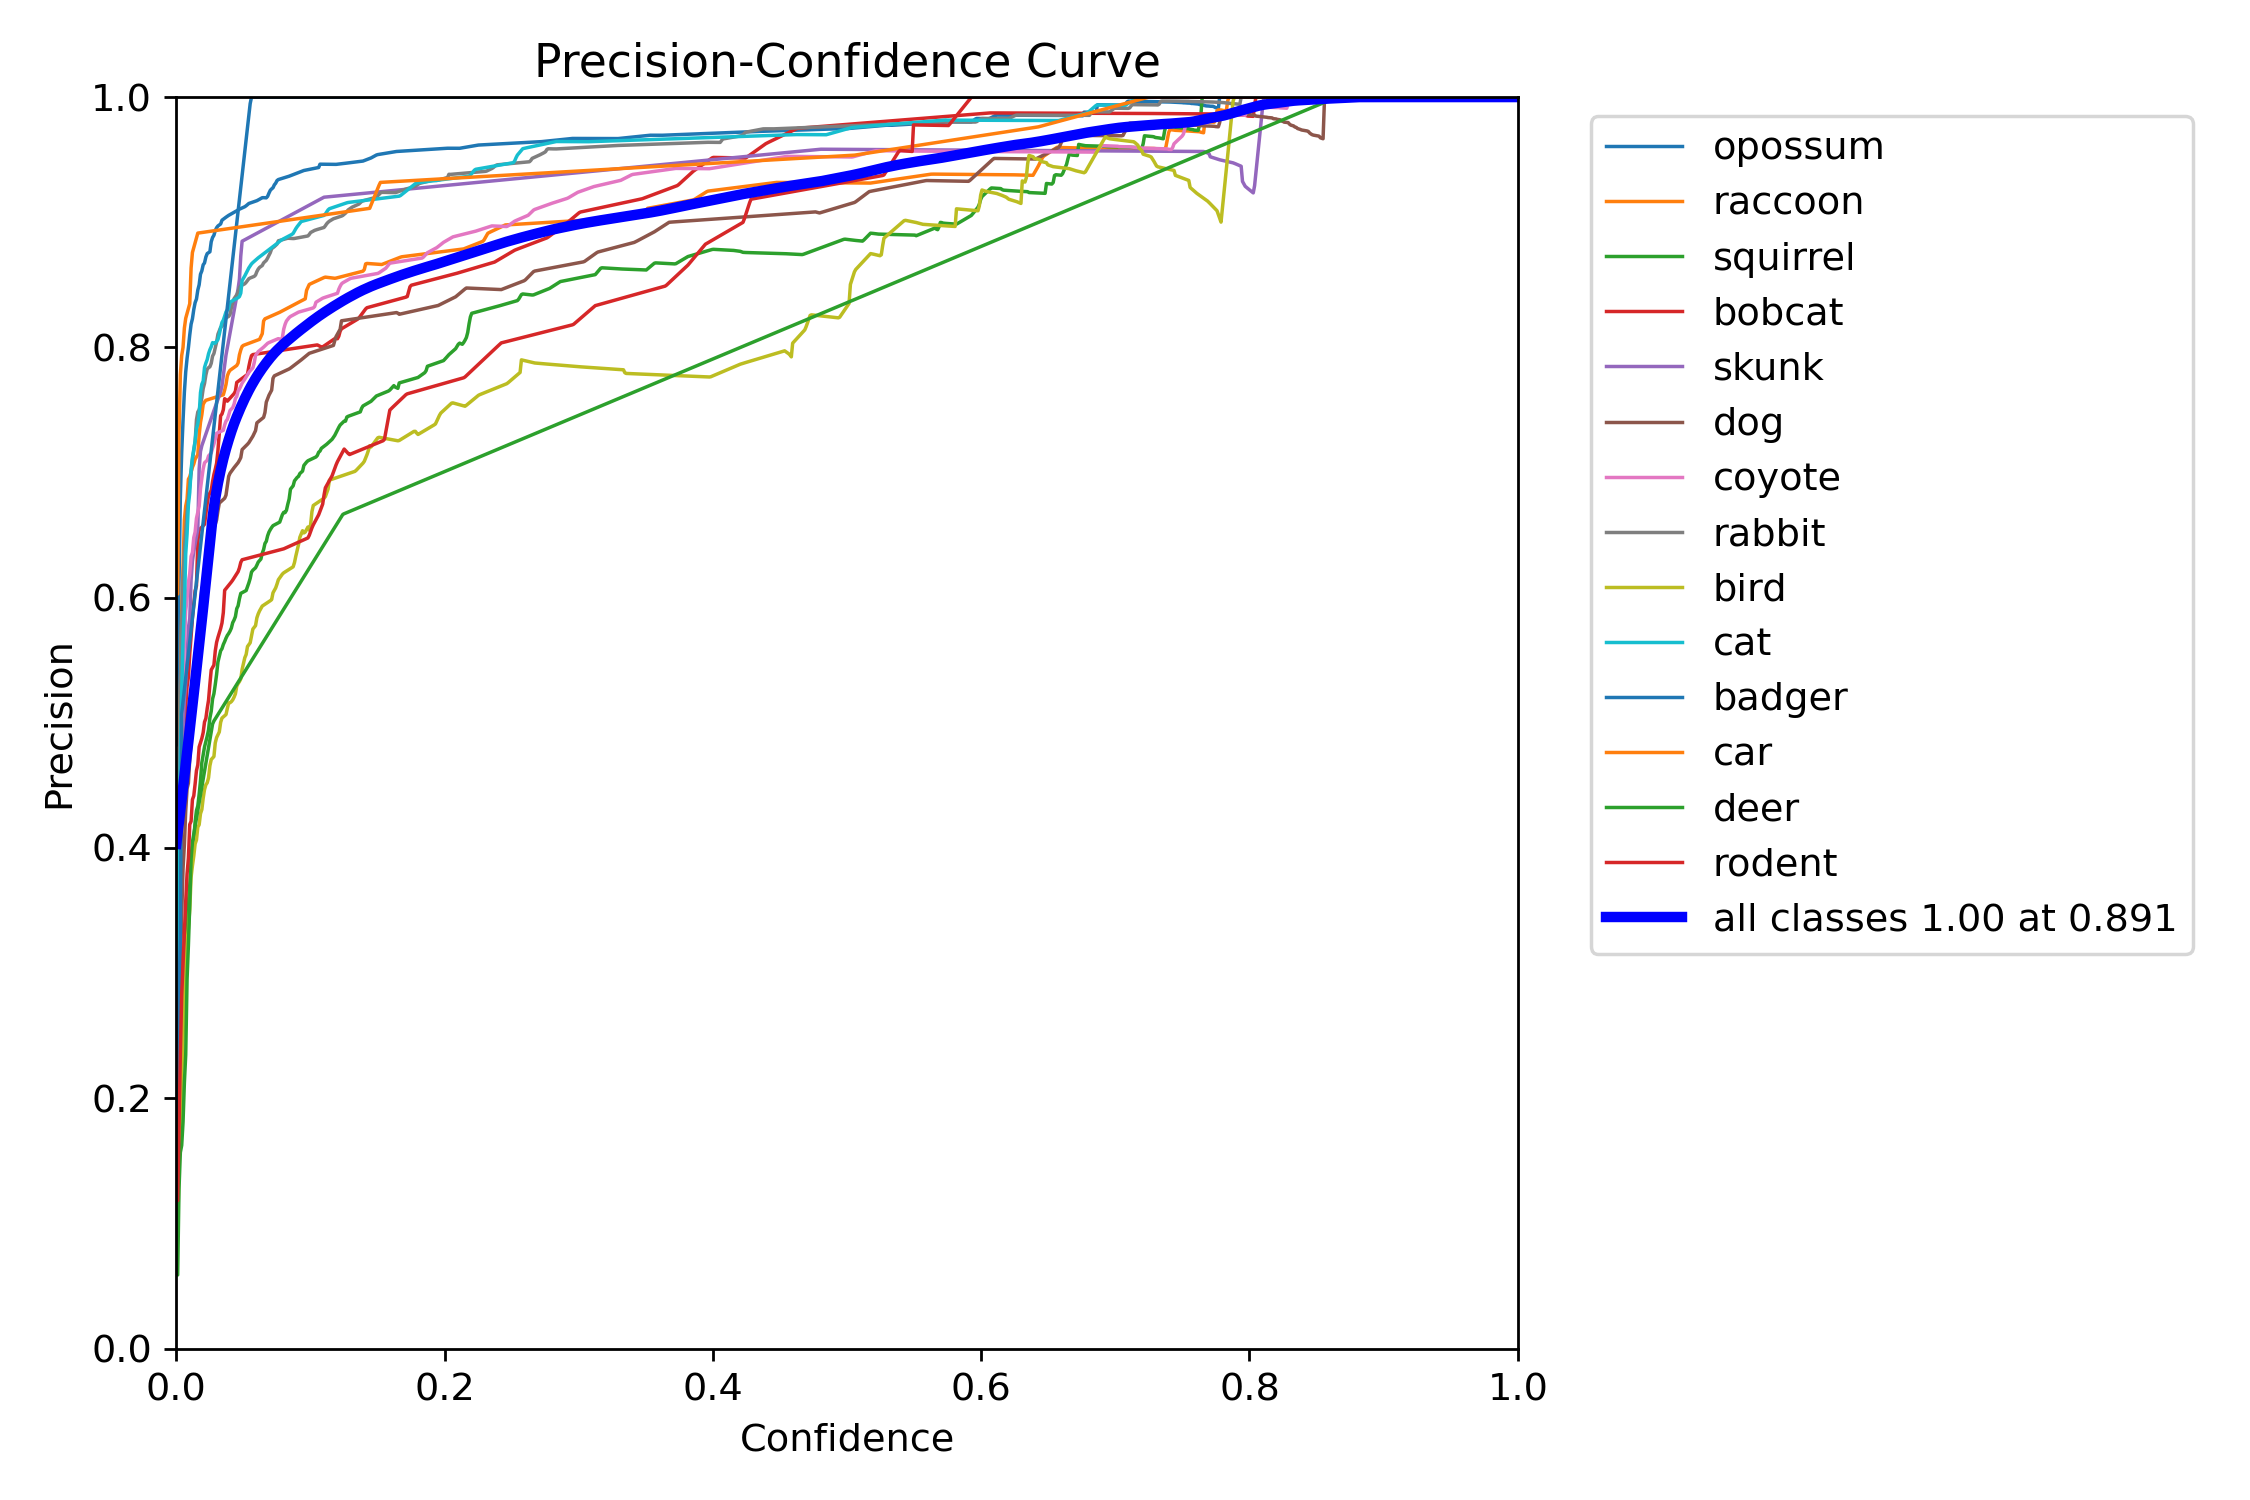 Precision-Confidence Curve
1.0
0.8
0.6
0.4
0.2
0.0
Precision
0.0 0.2 0.4 0.6 0.8 1.0
Confidence
opossum
raccoon
squirrel
bobcat
skunk
dog
coyote
rabbit
bird
cat
badger
car
deer
rodent
all classes 1.00 at 0.891